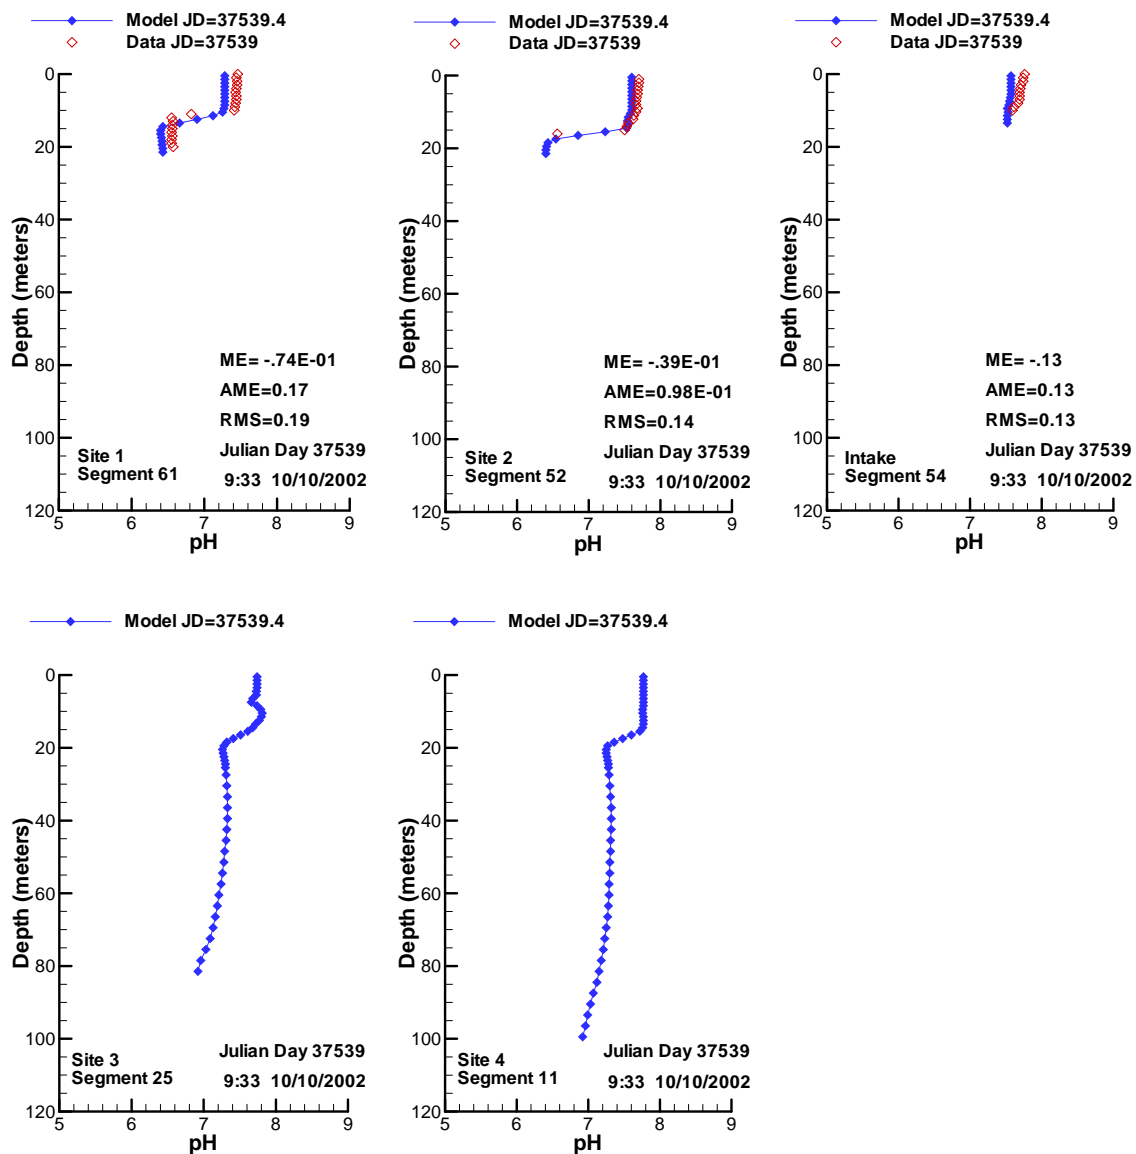 Model JD=37539.4
Data JD=37539
0
20
40
60
80
100
120
Depth (meters)
5
6
7
8
9
pH
ME= -.74E-01
AME=0.17
RMS=0.19
Julian Day 37539
9:33 10/10/2002
Site 1
Segment 61
Model JD=37539.4
Data JD=37539
0
20
40
60
80
100
120
Depth (meters)
5
6
7
8
9
pH
ME= -.39E-01
AME=0.98E-01
RMS=0.14
Julian Day 37539
9:33 10/10/2002
Site 2
Segment 52
Model JD=37539.4
Data JD=37539
0
20
40
60
80
100
120
Depth (meters)
5
6
7
8
9
pH
ME= -.13
AME=0.13
RMS=0.13
Julian Day 37539
9:33 10/10/2002
Intake
Segment 54
Model JD=37539.4
0
20
40
60
80
100
120
Depth (meters)
5
6
7
8
9
pH
Julian Day 37539
9:33 10/10/2002
Site 3
Segment 25
Model JD=37539.4
0
20
40
60
80
100
120
Depth (meters)
5
6
7
8
9
pH
Julian Day 37539
9:33 10/10/2002
Site 4
Segment 11